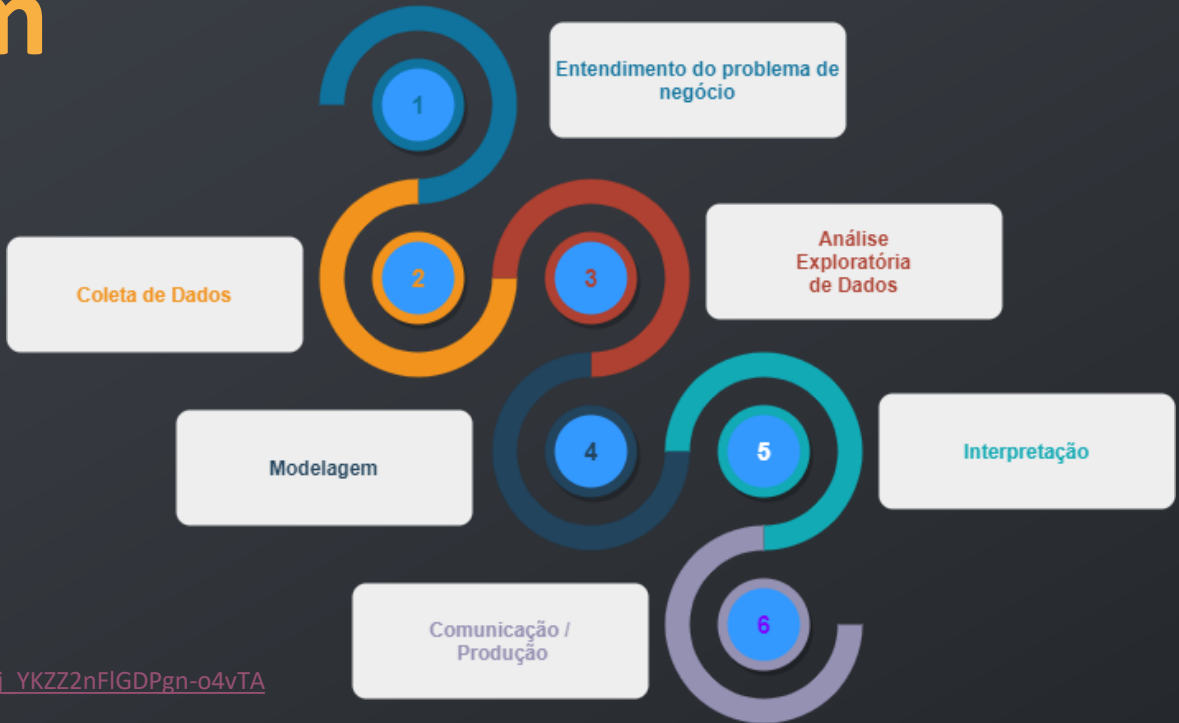 m
1
Entendimento do problema de
negócio
Coleta de Dados
2
3
Análise
Exploratória
de Dados
Modelagem
4
5
Interpretação
Comunicação /
Produção
6
j_YKZZ2nFlGDPgn-o4vTA